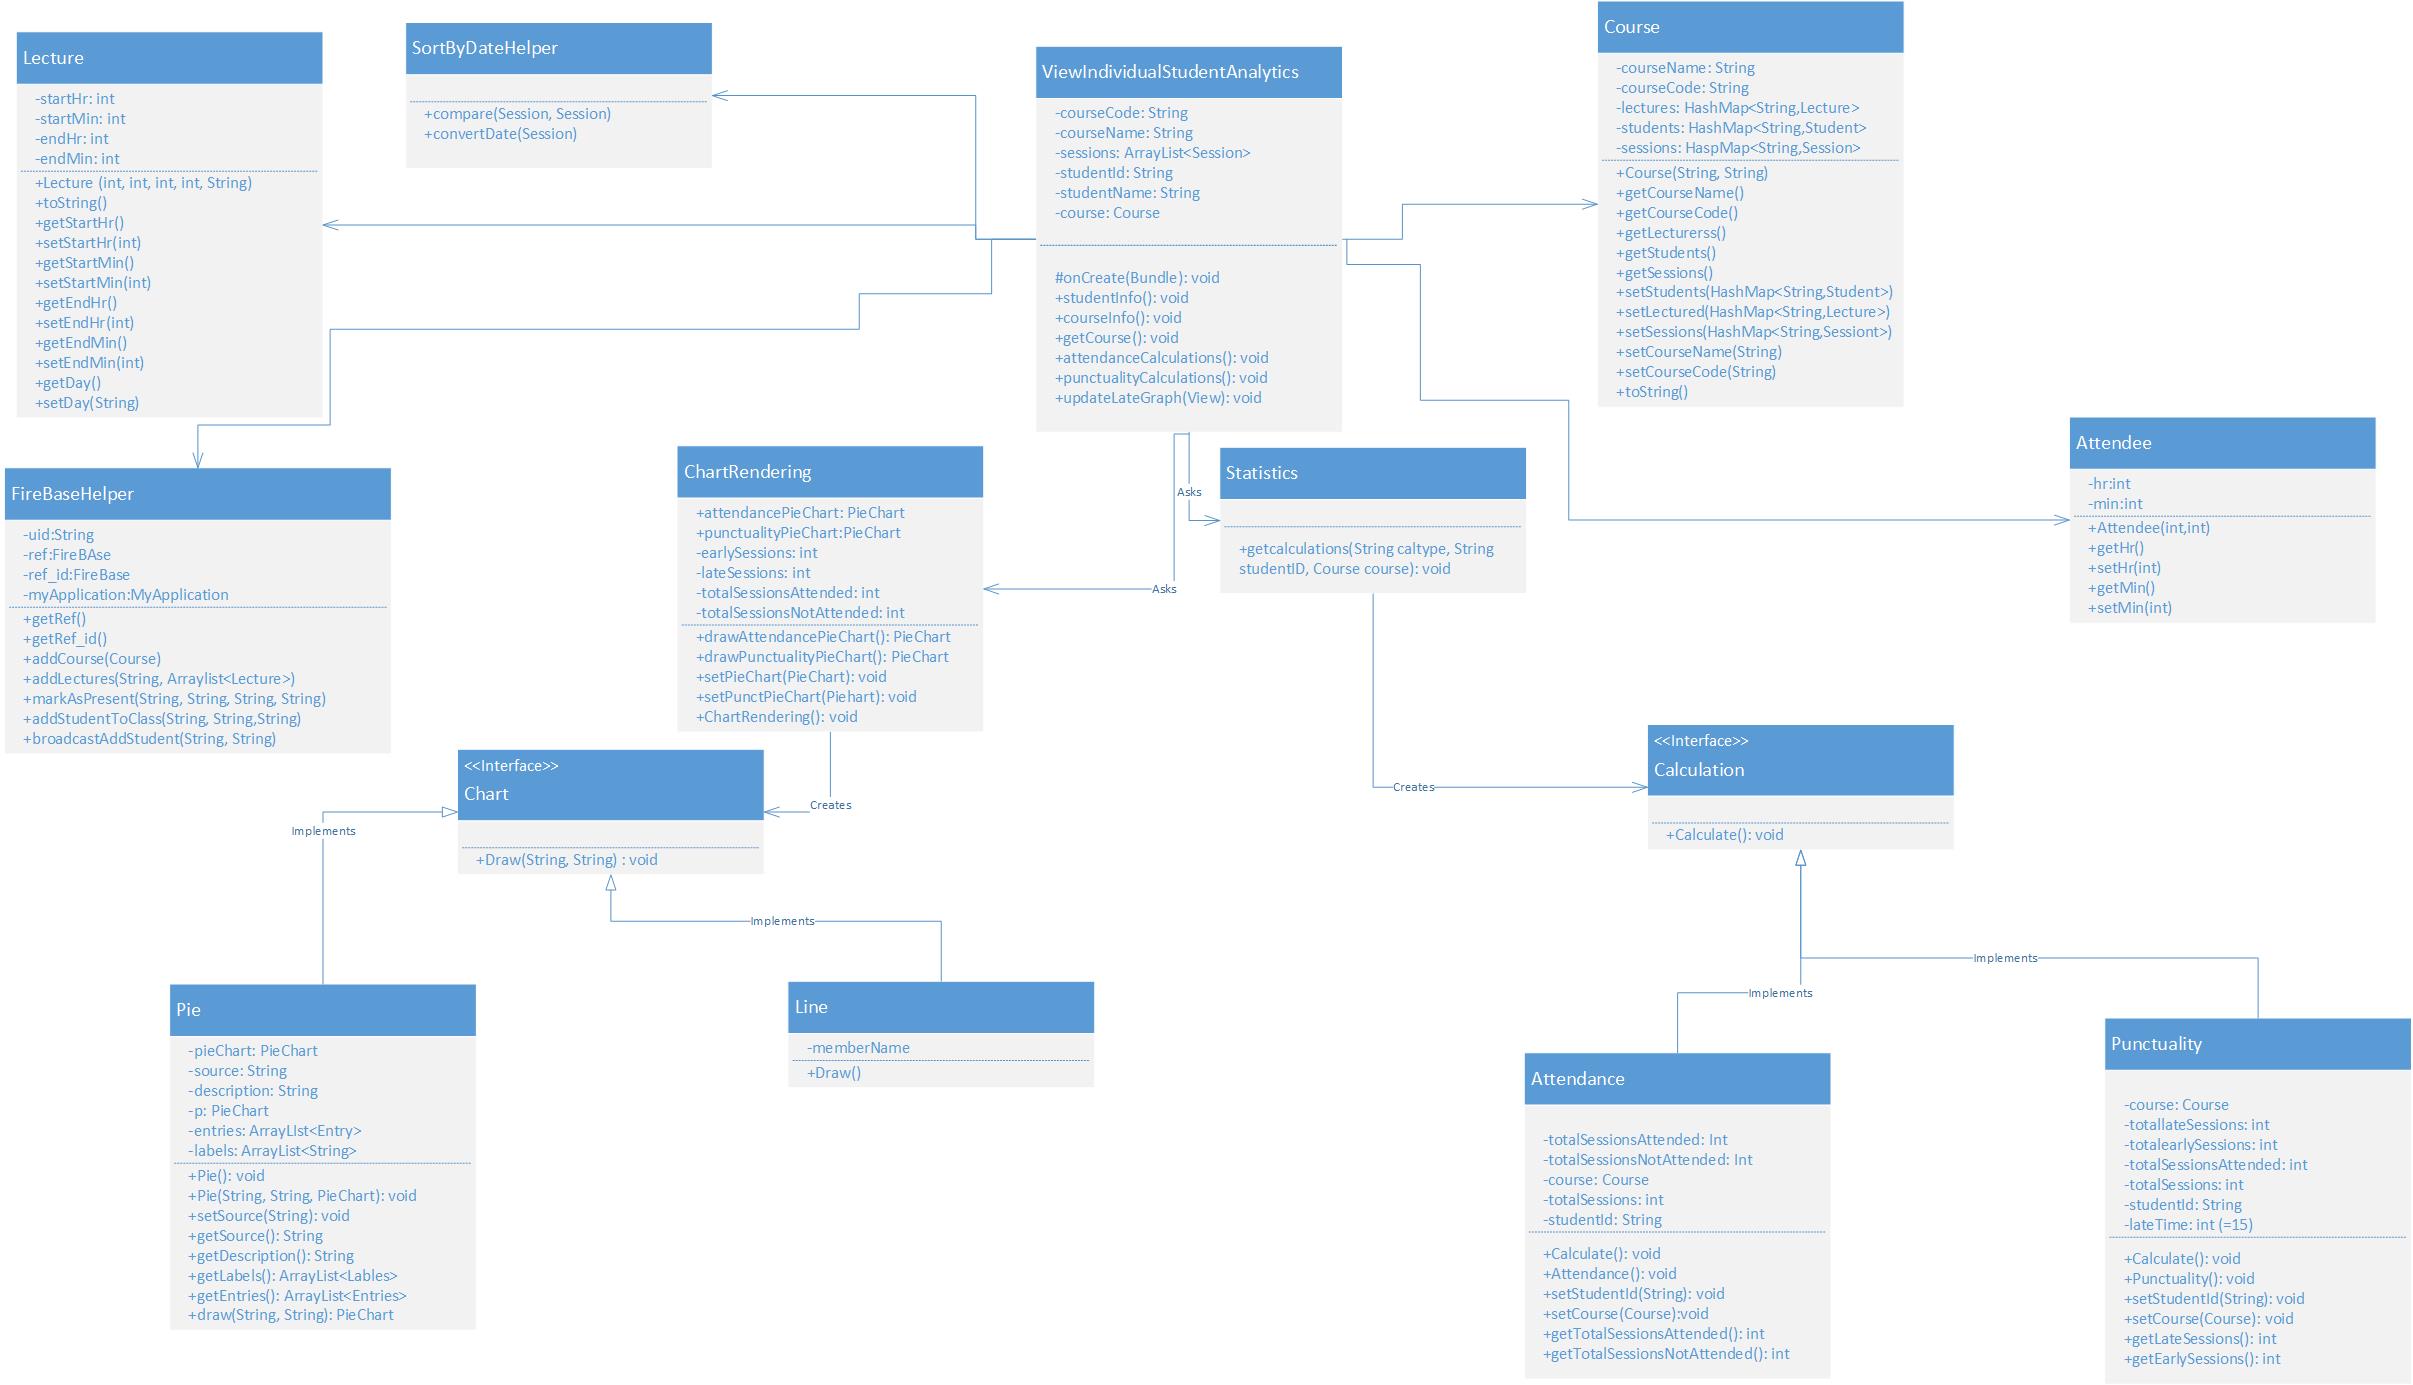 Lecture
-startHr: int
-startMin: int
-endHr: int
-endMin: int
+Lecture (int, int, int, int, String)
+toString()
+getStartHr()
+setStartHr(int)
+getStartMin()
+setStartMin(int)
+getEndHr()
+setEndHr(int)
+getEndMin()
+setEndMin(int)
+getDay()
+setDay(String)
SortByDateHelper
+compare(Session, Session)
+convertDate(Session)
ViewIndividualStudentAnalytics
-courseCode: String
-courseName: String
-sessions: ArrayList<Session>
-studentId: String
-studentName: String
-course: Course
#onCreate(Bundle): void
+studentInfo(): void
+courseInfo(): void
+getCourse(): void
+attendanceCalculations(): void
+punctualityCalculations(): void
+updateLateGraph(View): void
Course
-courseName: String
-courseCode: String
-lectures: HashMap<String,Lecture>
-students: HashMap<String,Student>
-sessions: HaspMap<String,Session>
+Course(String, String)
+getCourseName()
+getCourseCode()
+getLecturerss()
+getStudents()
+getSessions()
+setStudents(HashMap<String,Student>)
+setLectured(HashMap<String,Lecture>)
+setSessions(HashMap<String,Sessiont>)
+setCourseName(String)
+setCourseCode(String)
+toString()
FireBaseHelper
-uid:String
-ref:FireBAse
-ref_id:FireBase
-myApplication:MyApplication
+getRef()
+getRef_id()
+addCourse(Course)
+addLectures(String, Arraylist<Lecture>)
+markAsPresent(String, String, String, String)
+addStudentToClass(String, String,String)
+broadcastAddStudent(String, String)
ChartRendering
+attendancePieChart: PieChart
+punctualityPieChart:PieChart
-earlySessions: int
-lateSessions: int
-totalSessionsAttended: int
-totalSessionsNotAttended: int
+drawAttendancePieChart(): PieChart
+drawPunctualityPieChart(): PieChart
+setPieChart(PieChart): void
+setPunctPieChart(Piehart): void
+ChartRendering(): void
Asks
Asks
Statistics
+getcalculations(String caltype, String
studentID, Course course): void
Attendee
-hr:int
-min:int
+Attendee(int,int)
+getHr()
+setHr(int)
+getMin()
+setMin(int)
<<Interface>>
Chart
+Draw(String, String) : void
Creates
Implements
Implements
<<Interface>>
Calculation
+Calculate(): void
Creates
Implements
Implements
Pie
-pieChart: PieChart
-source: String
-description: String
-p: PieChart
-entries: ArrayLIst<Entry>
-labels: ArrayList<String>
+Pie(): void
+Pie(String, String, PieChart): void
+setSource(String): void
+getSource(): String
+getDescription(): String
+getLabels(): ArrayList<Lables>
+getEntries(): ArrayList<Entries>
+draw(String, String): PieChart
Line
-memberName
+Draw()
Attendance
-totalSessionsAttended: Int
-totalSessionsNotAttended: Int
-course: Course
-totalSessions: int
-studentId: String
+Calculate(): void
+Attendance(): void
+setStudentId(String): void
+setCourse(Course):void
+getTotalSessionsAttended(): int
+getTotalSessionsNotAttended(): int
Punctuality
-course: Course
-totallateSessions: int
-totalearlySessions: int
-totalSessionsAttended: int
-totalSessions: int
-studentId: String
-lateTime: int (=15)
+Calculate(): void
+Punctuality(): void
+setStudentId(String): void
+setCourse(Course): void
+getLateSessions(): int
+getEarlySessions(): int